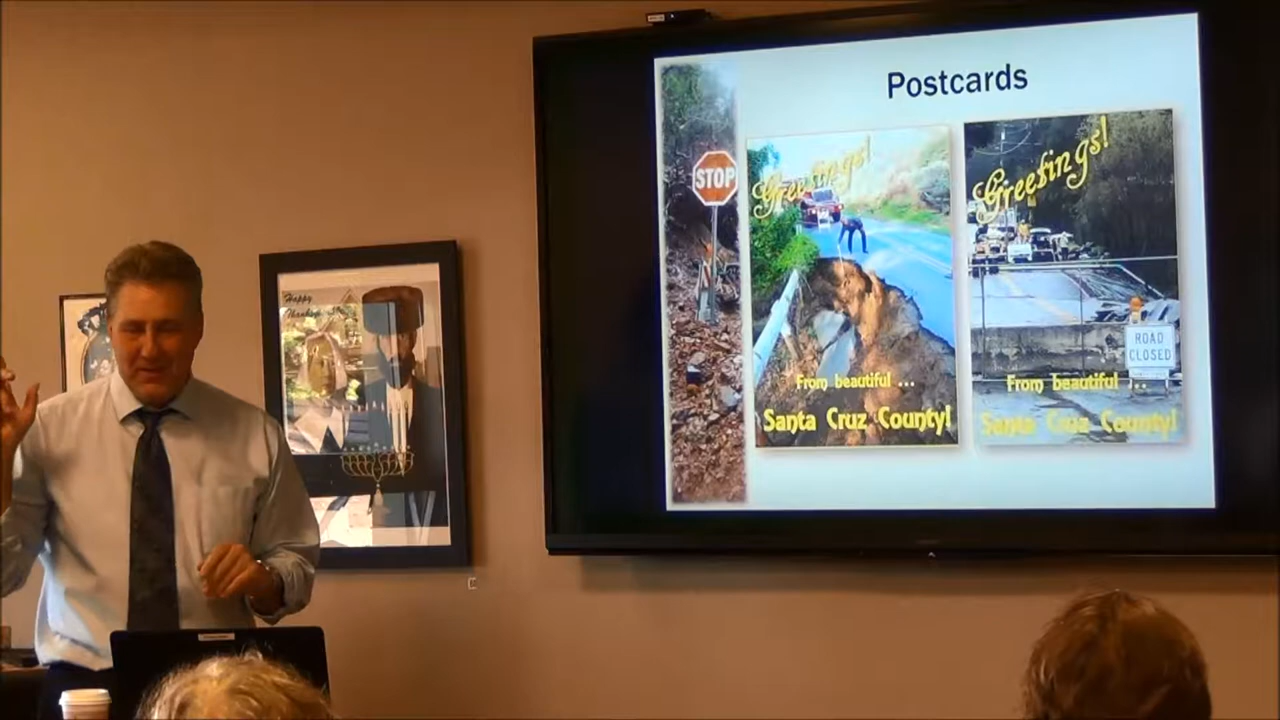 Postcards
STOP
Greetings!
From beautiful ...
Santa Cruz County!
Greetings!
ROAD
CLOSED
From beautiful ...
Santa Cruz County!
Happy